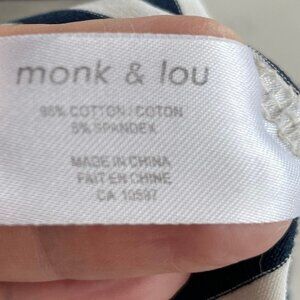 monk & lou
95% COTTON / COTON
5% SPANDEX
MADE IN CHINA
FAIT EN CHINE
CA 10597